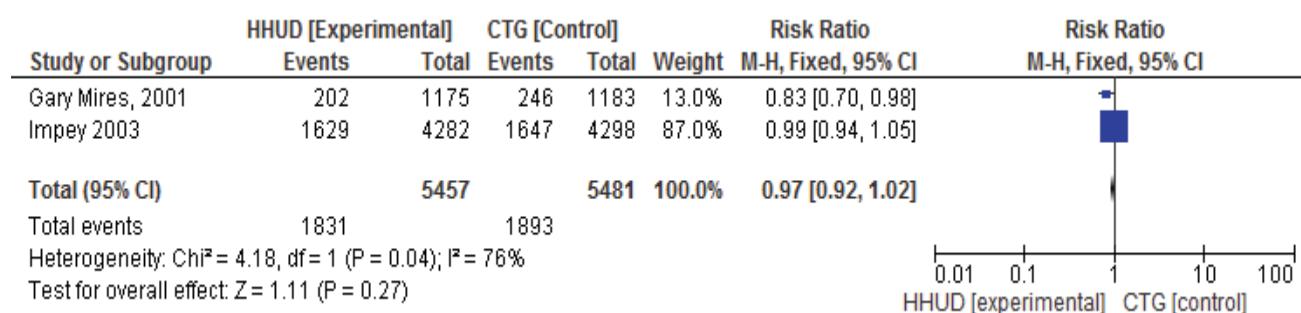 HHUD [Experimental] CTG [Control] Risk Ratio Risk Ratio
Study or Subgroup Events Total Events Total Weight M-H, Fixed, 95% CI M-H, Fixed, 95% CI
Gary Mires, 2001 202 1175 246 1183 13.0% 0.83 [0.70, 0.98]
Impey 2003 1629 4282 1647 4298 87.0% 0.99 [0.94, 1.05]
Total (95% CI) 5457 5481 100.0% 0.97 [0.92, 1.02]
Total events 1831 1893
Heterogeneity: Chi² = 4.18, df = 1 (P = 0.04); I² = 76%
Test for overall effect: Z = 1.11 (P = 0.27)
0.01 0.1 1 10 100
HHUD [experimental] CTG [control]